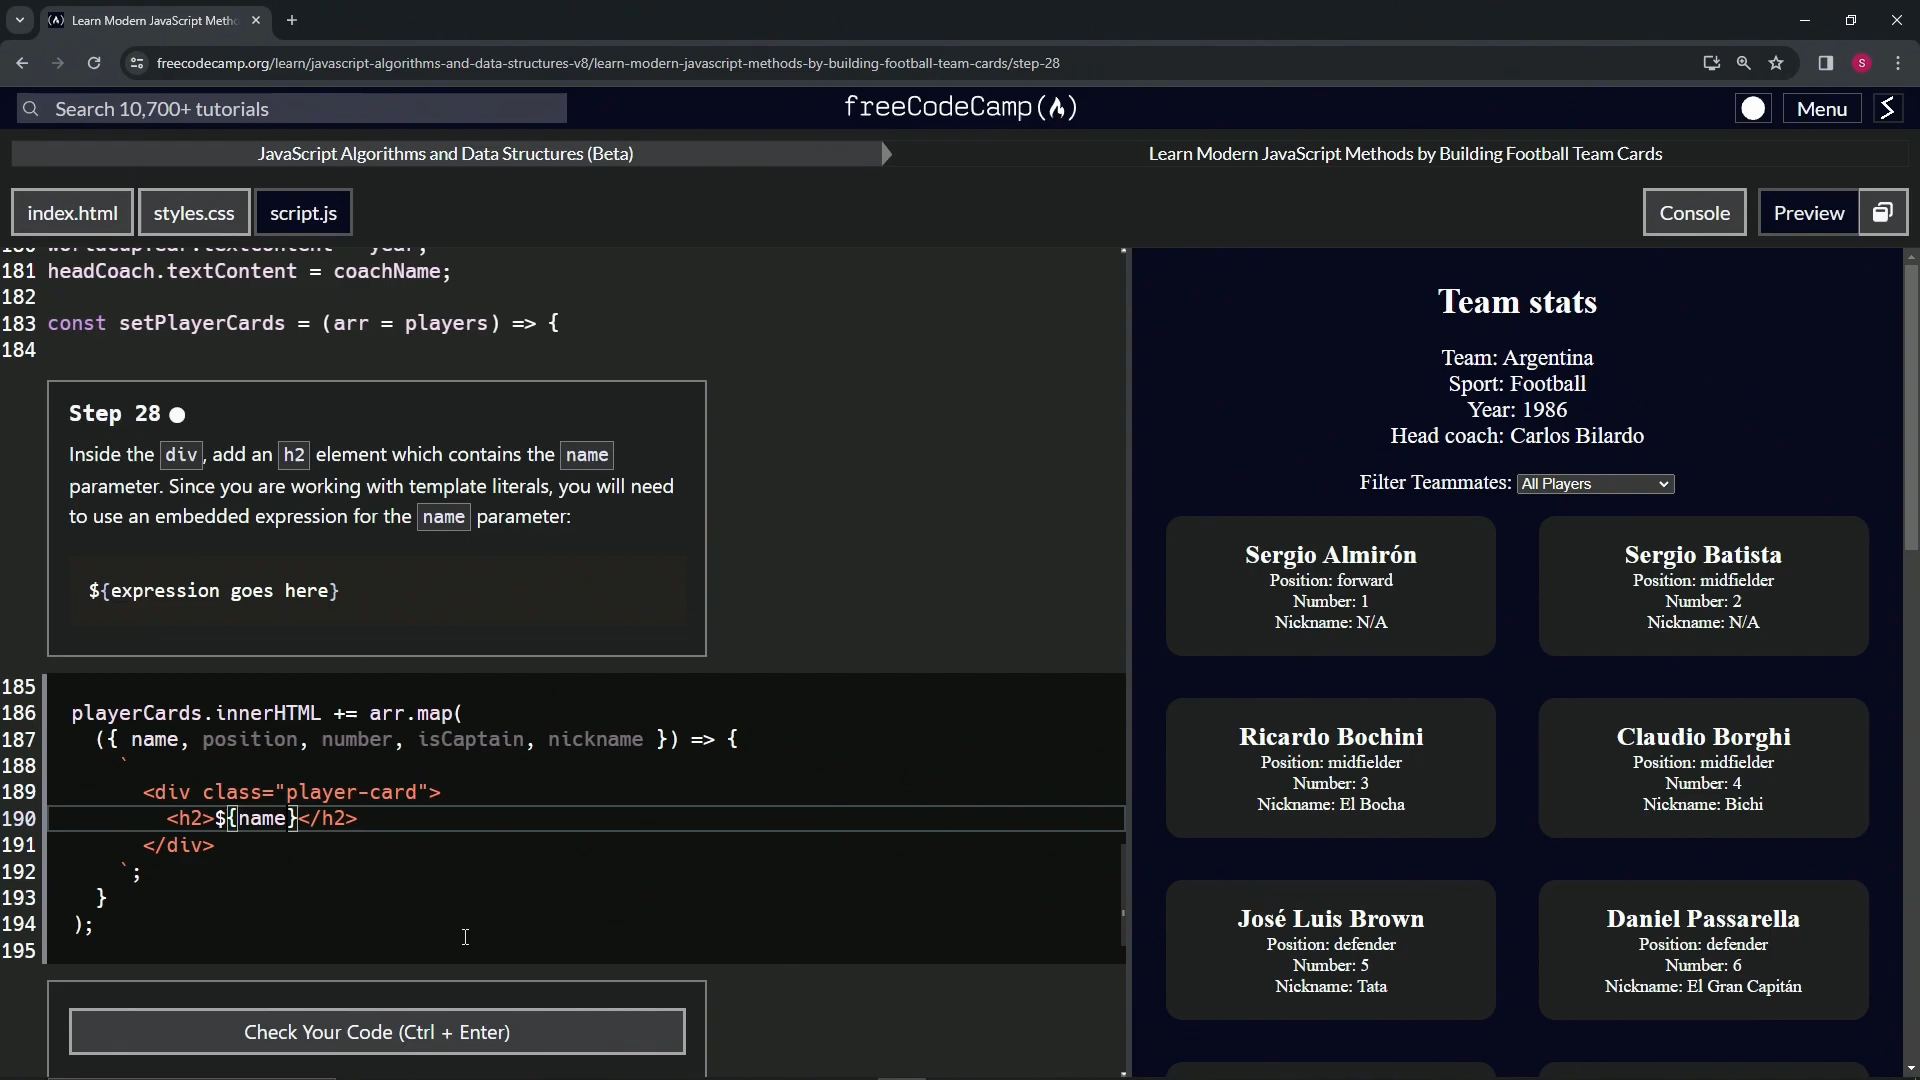 Learn Modern JavaScript Meth
freecodecamp.org/learn/javascript-algorithms-and-data-structures-v8/learn-modern-javascript-methods-by-building-football-team-cards/step-28
S
Search 10,700+ tutorials
freeCodeCamp
Menu
JavaScript Algorithms and Data Structures (Beta)
Learn Modern JavaScript Methods by Building Football Team Cards
index.html
styles.css
script.js
Console
Preview
180 worldCupYear.textContent = year;
181 headCoach.textContent = coachName;
182
183 const setPlayerCards = (arr = players) => {
184
Step 28
Inside the div, add an h2 element which contains the name
parameter. Since you are working with template literals, you will need
to use an embedded expression for the name parameter:
${expression goes here}
185
186 playerCards.innerHTML += arr.map(
187 ({ name, position, number, isCaptain, nickname }) => {
188 `
189 <div class="player-card">
190 <h2>${name}</h2>
191 </div>
192 `;
193 }
194 );
195
Check Your Code (Ctrl + Enter)
Team stats
Team: Argentina
Sport: Football
Year: 1986
Head coach: Carlos Bilardo
Filter Teammates: All Players
Sergio Almirón
Position: forward
Number: 1
Nickname: N/A
Sergio Batista
Position: midfielder
Number: 2
Nickname: N/A
Ricardo Bochini
Position: midfielder
Number: 3
Nickname: El Bocha
Claudio Borghi
Position: midfielder
Number: 4
Nickname: Bichi
José Luis Brown
Position: defender
Number: 5
Nickname: Tata
Daniel Passarella
Position: defender
Number: 6
Nickname: El Gran Capitán